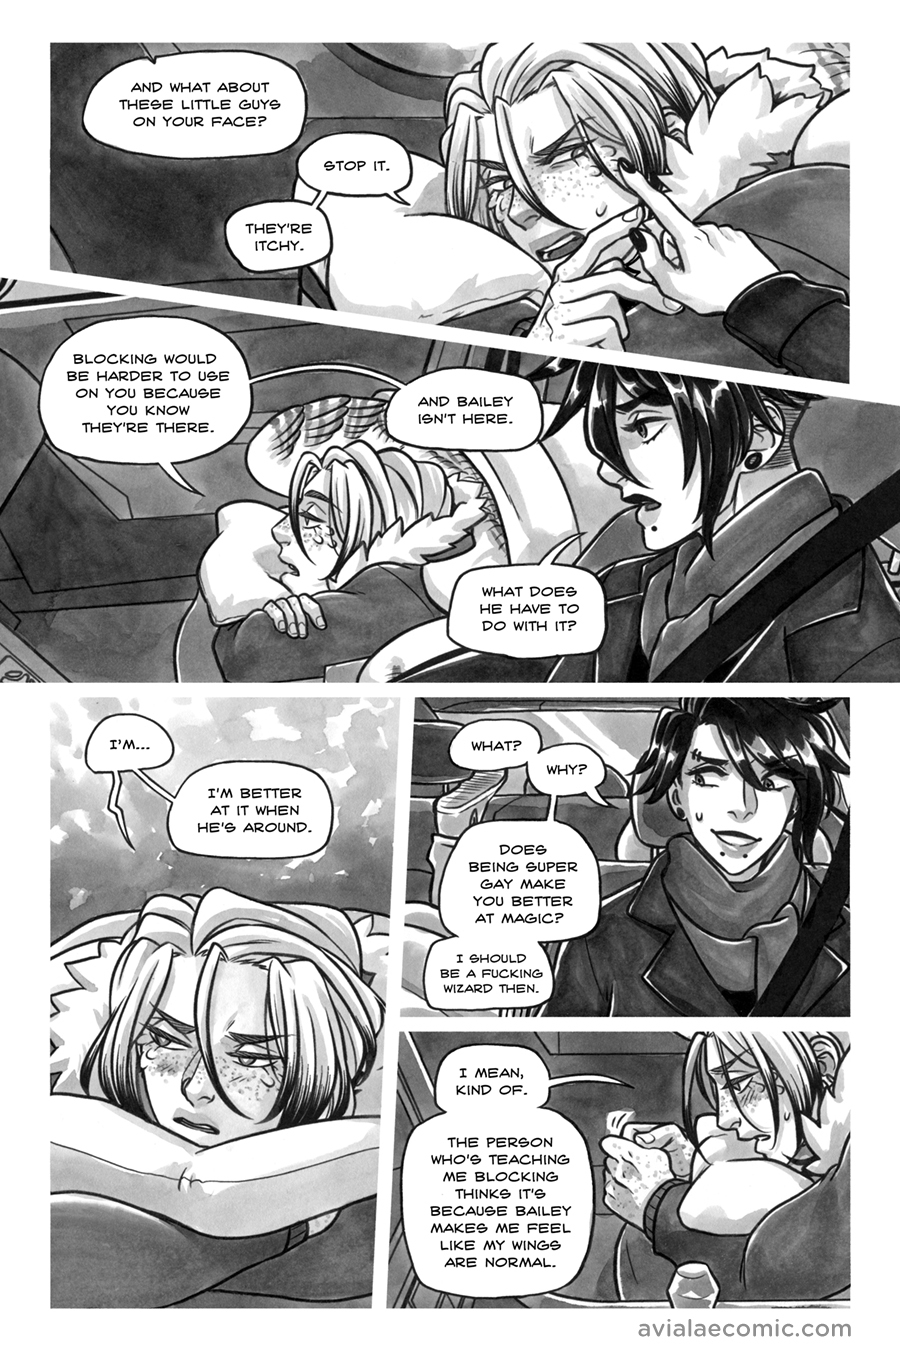 AND WHAT ABOUT
THESE LITTLE GUYS
ON YOUR FACE?
STOP IT.
THEY'RE
ITCHY.
BLOCKING WOULD
BE HARDER TO USE
ON YOU BECAUSE
YOU KNOW
THEY'RE THERE.
AND BAILEY
ISN'T HERE.
WHAT DOES
HE HAVE TO
DO WITH IT?
I'M...
I'M BETTER
AT IT WHEN
HE'S AROUND.
WHAT?
WHY?
DOES
BEING SUPER
GAY MAKE
YOU BETTER
AT MAGIC?
I SHOULD
BE A FUCKING
WIZARD THEN.
I MEAN,
KIND OF.
THE PERSON
WHO'S TEACHING
ME BLOCKING
THINKS IT'S
BECAUSE BAILEY
MAKES ME FEEL
LIKE MY WINGS
ARE NORMAL.
avialaecomic.com